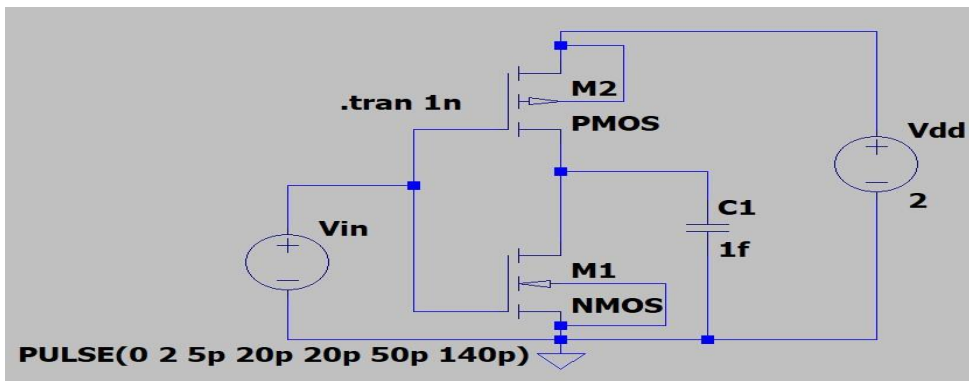 .tran 1n
M2
PMOS
Vdd
2
Vin
C1
1f
M1
NMOS
PULSE(0 2 5p 20p 20p 50p 140p)